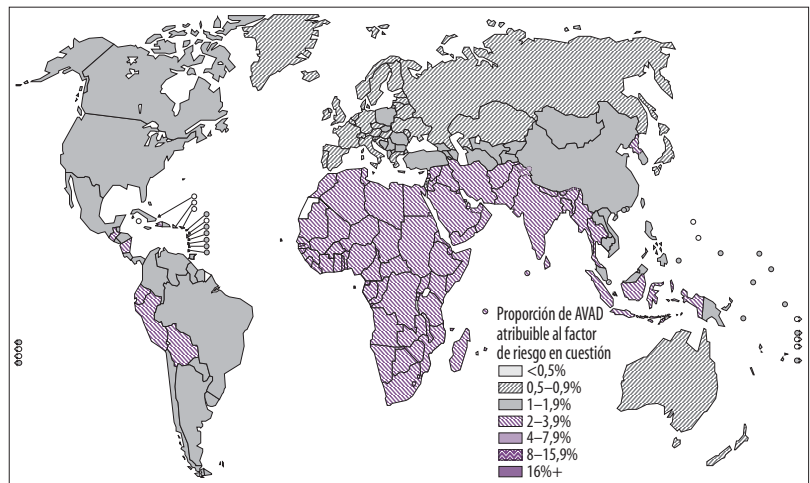 Proporción de AVAD
atribuible al factor
de riesgo en cuestión
<0,5%
0,5–0,9%
1–1,9%
2–3,9%
4–7,9%
8–15,9%
16%+